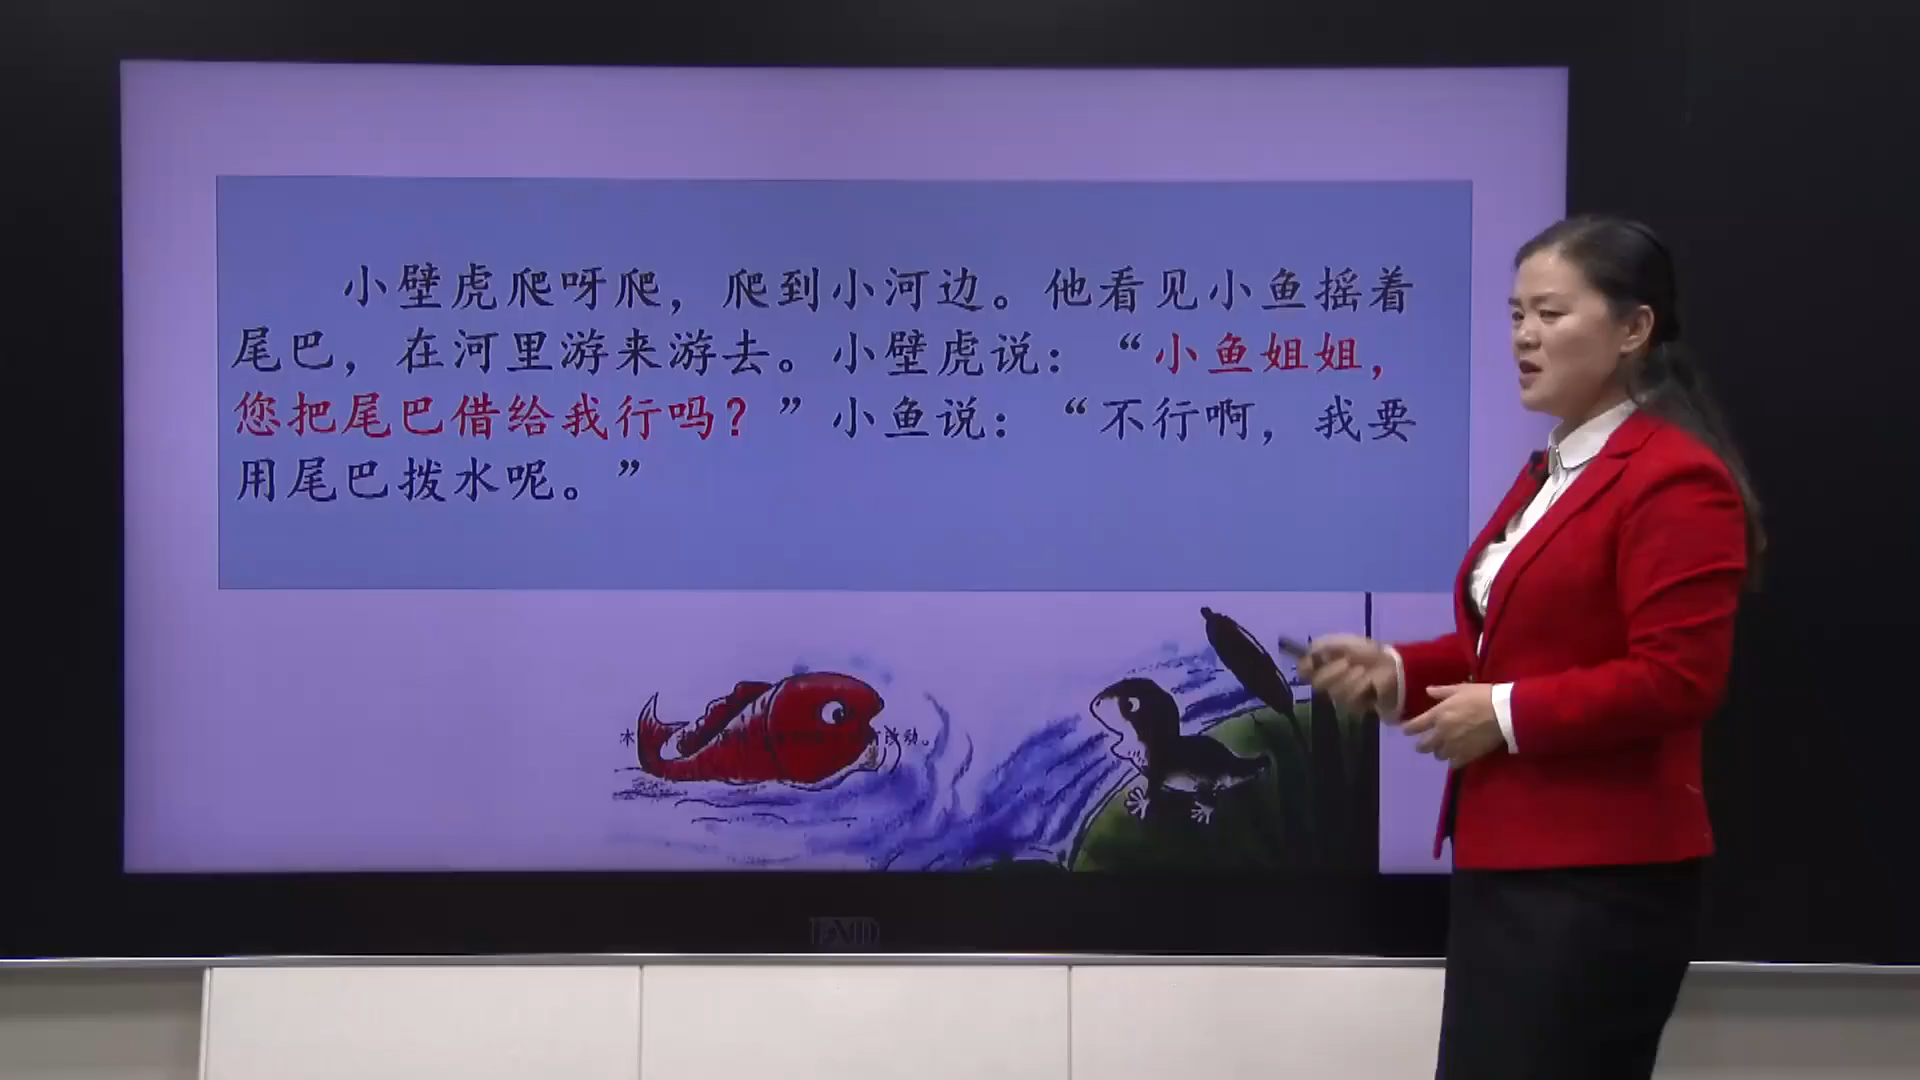 小壁虎爬呀爬，爬到小河边。他看见小鱼摇着
尾巴，在河里游来游去。小壁虎说：“小鱼姐姐，
您把尾巴借给我行吗？”小鱼说：“不行啊，我要
用尾巴拨水呢。”